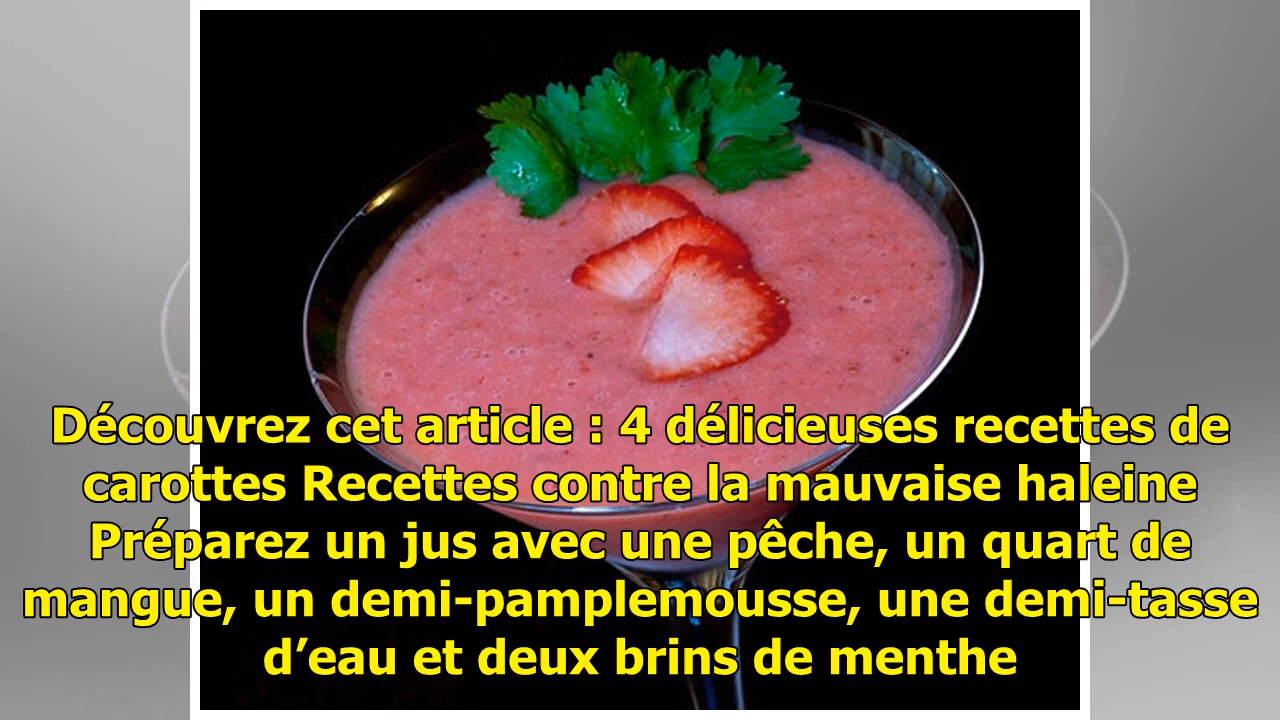 Découvrez cet article : 4 délicieuses recettes de
carottes Recettes contre la mauvaise haleine
Préparez un jus avec une pêche, un quart de
mangue, un demi-pamplemousse, une demi-tasse
d’eau et deux brins de menthe